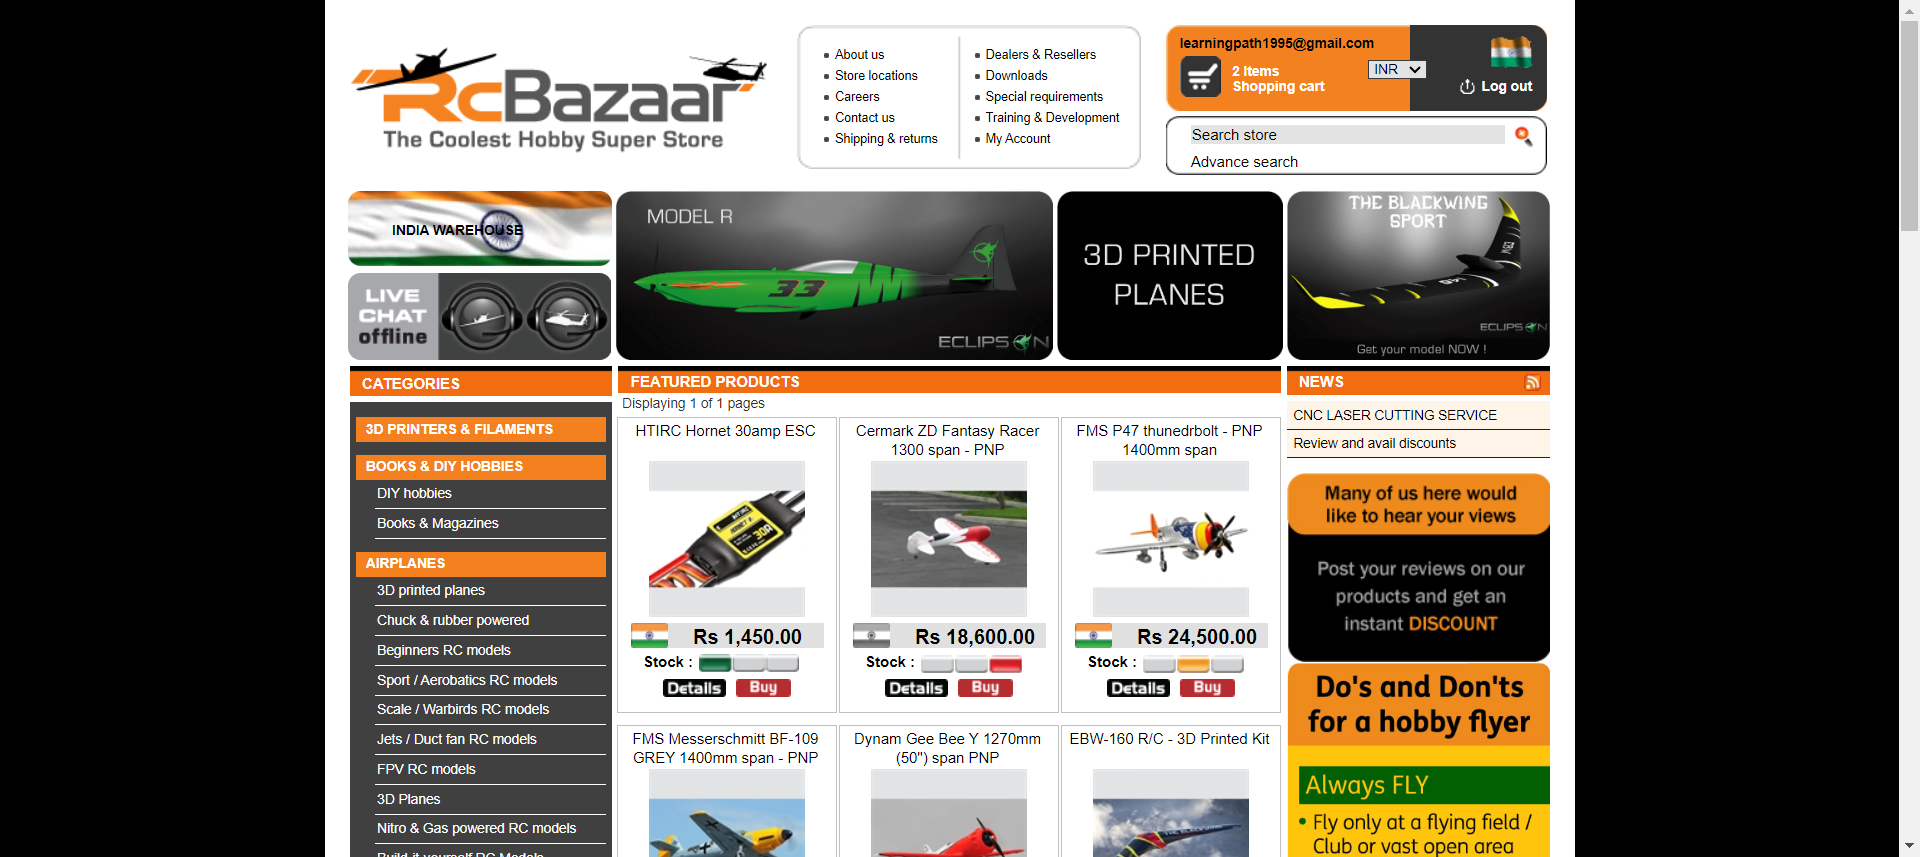 RcBazaar
The Coolest Hobby Super Store
About us
Store locations
Careers
Contact us
Shipping & returns
Dealers & Resellers
Downloads
Special requirements
Training & Development
My Account
learningpath1995@gmail.com
2 Items
Shopping cart
INR
Log out
Search store
Advance search
INDIA WAREHOUSE
LIVE
CHAT
offline
MODEL R
33
ECLIPSON
3D PRINTED
PLANES
THE BLACKWING
SPORT
ECLIPSON
Get your model NOW !
CATEGORIES
3D PRINTERS & FILAMENTS
BOOKS & DIY HOBBIES
DIY hobbies
Books & Magazines
AIRPLANES
3D printed planes
Chuck & rubber powered
Beginners RC models
Sport / Aerobatics RC models
Scale / Warbirds RC models
Jets / Duct fan RC models
FPV RC models
3D Planes
Nitro & Gas powered RC models
Build it yourself RC Models
FEATURED PRODUCTS
Displaying 1 of 1 pages
HTIRC Hornet 30amp ESC
30A
Rs 1,450.00
Stock :
Details
Buy
Cermark ZD Fantasy Racer
1300 span - PNP
Rs 18,600.00
Stock :
Details
Buy
FMS P47 thunedrbolt - PNP
1400mm span
Rs 24,500.00
Stock :
Details
Buy
FMS Messerschmitt BF-109
GREY 1400mm span - PNP
Dynam Gee Bee Y 1270mm
(50") span PNP
EBW-160 R/C - 3D Printed Kit
NEWS
CNC LASER CUTTING SERVICE
Review and avail discounts
Many of us here would
like to hear your views
Post your reviews on our
products and get an
instant DISCOUNT
Do's and Don'ts
for a hobby flyer
Always FLY
Fly only at a flying field /
Club or vast open area